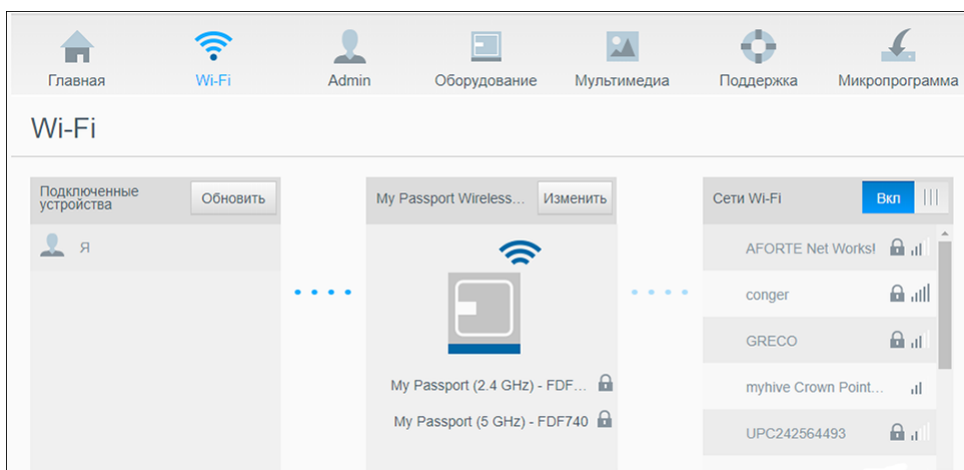 Главная Wi-Fi Admin Оборудование Мультимедиа Поддержка Микропрограмма
Wi-Fi
Подключенные
устройства
Обновить
Я
My Passport Wireless... Изменить
My Passport (2.4 GHz) - FDF...
My Passport (5 GHz) - FDF740
Сети Wi-Fi Вкл
AFORTE Net Works!
conger
GRECO
myhive Crown Point...
UPC242564493